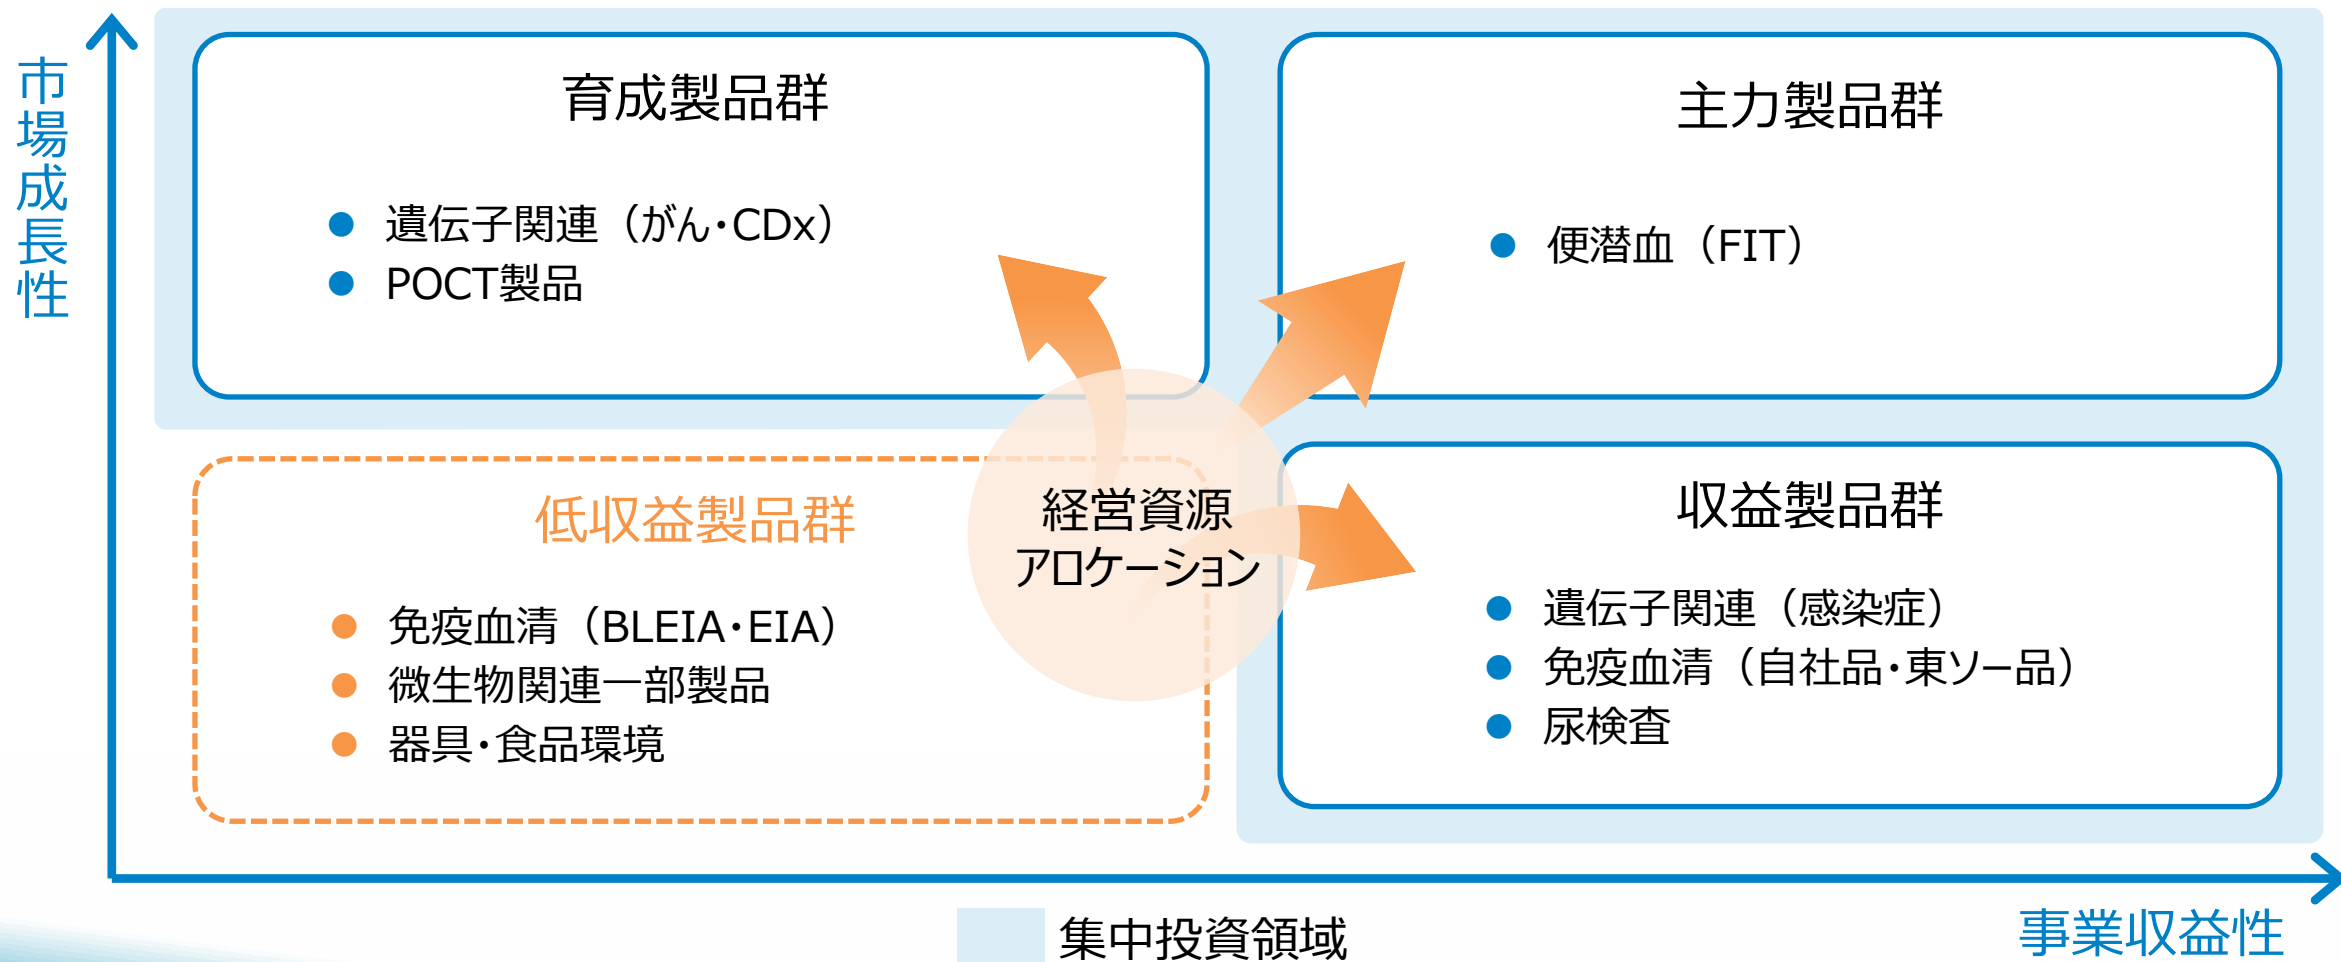 市場成長性
育成製品群
遺伝子関連（がん・CDx）
POCT製品
主力製品群
便潜血（FIT）
低収益製品群
免疫血清（BLEIA・EIA）
微生物関連一部製品
器具・食品環境
経営資源
アロケーション
収益製品群
遺伝子関連（感染症）
免疫血清（自社品・東ソー品）
尿検査
事業収益性
集中投資領域